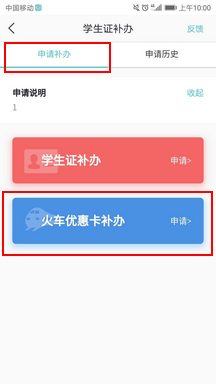 中国移动 上午10:00
学生证补办 反馈
申请补办 申请历史
申请说明 收起
1
学生证补办 申请>
火车优惠卡补办 申请>